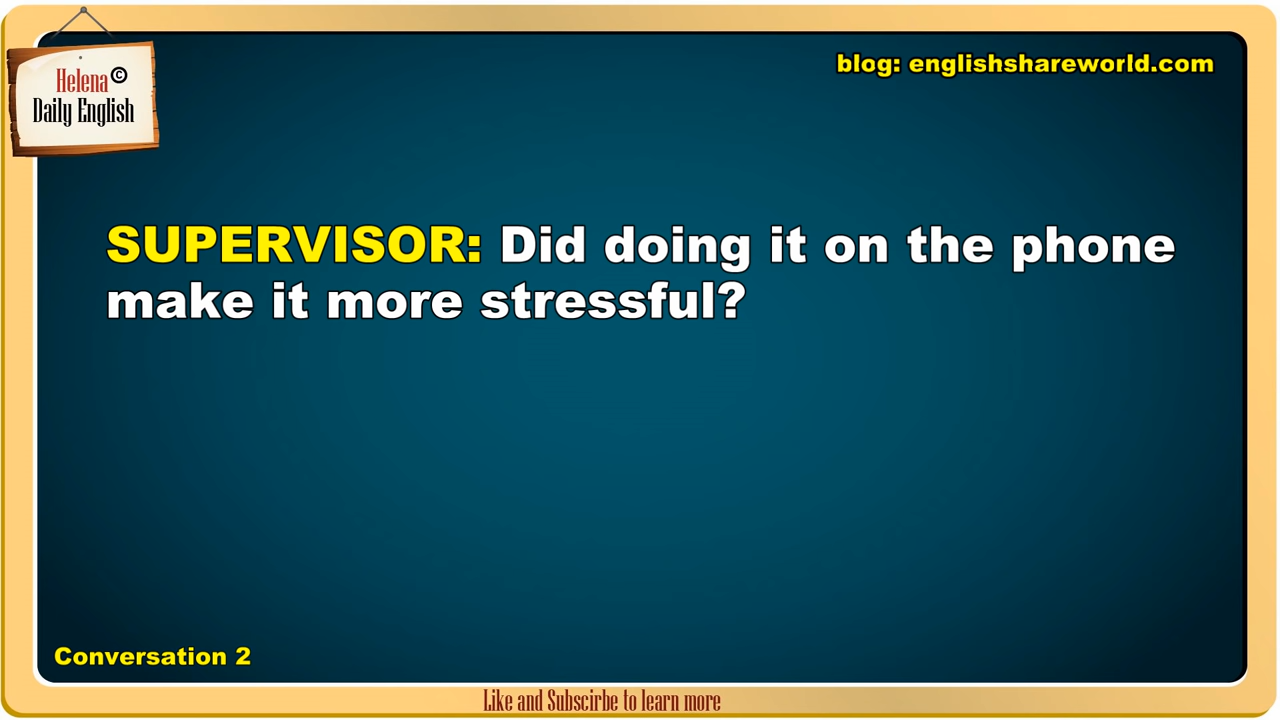 Helena ©
Daily English
blog: englishshareworld.com
SUPERVISOR: Did doing it on the phone
make it more stressful?
Conversation 2
Like and Subscirbe to learn more